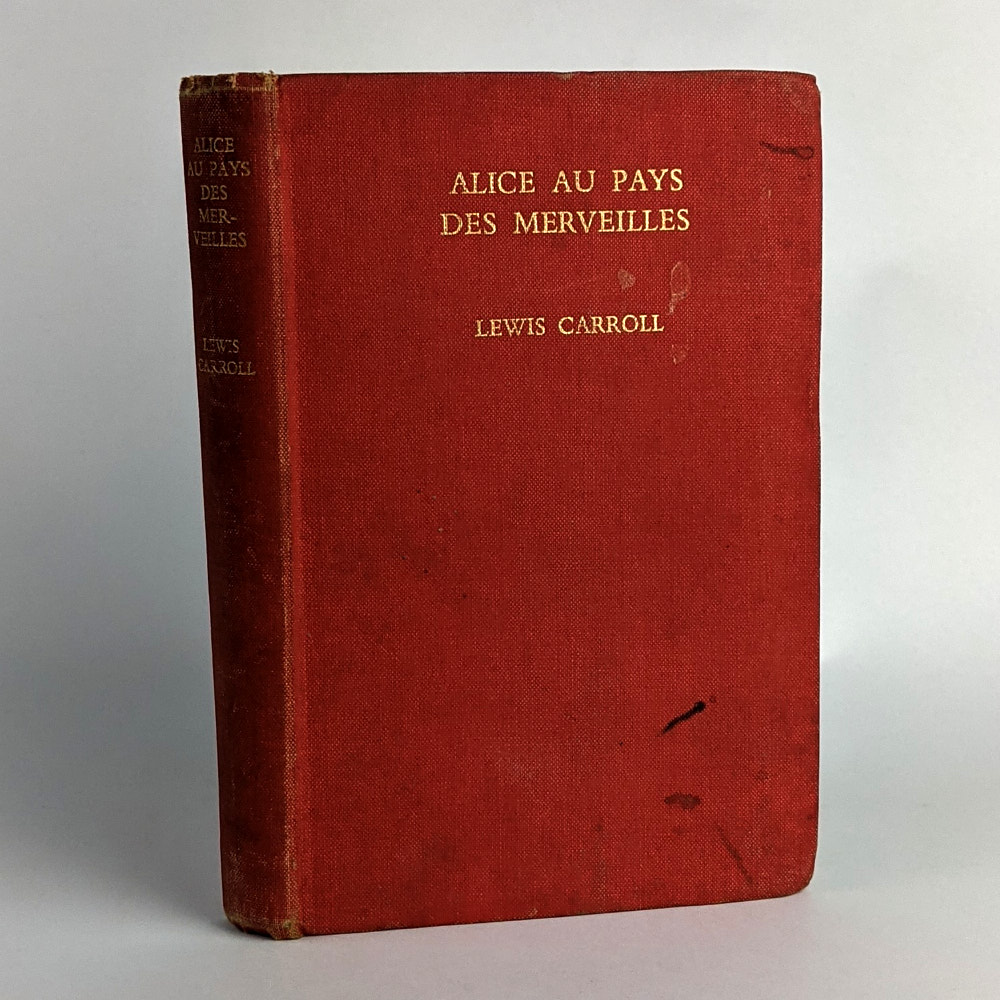 ALICE
AU PAYS
DES
MER-
VEILLES
LEWIS
CARROLL
ALICE AU PAYS
DES MERVEILLES
LEWIS CARROLL